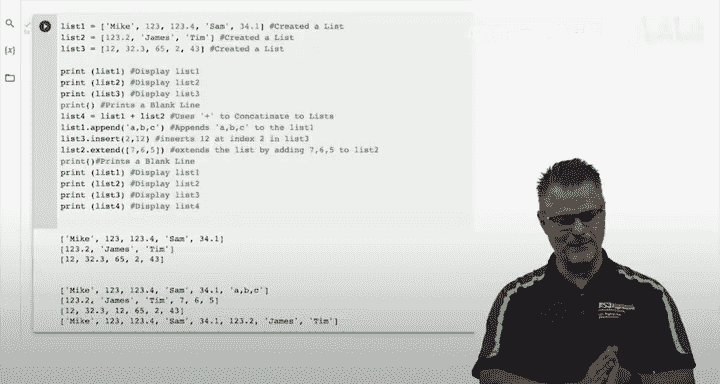 list1 = ['Mike', 123, 123.4, 'Sam', 34.1] #Created a List
list2 = [123.2, 'James', 'Tim'] #Created a List
list3 = [12, 32.3, 65, 2, 43] #Created a List
print (list1) #Display list1
print (list2) #Display list2
print (list3) #Display list3
print() #Prints a Blank Line
list4 = list1 + list2 #Uses '+' to Concatinate to Lists
list1.append('a,b,c') #Appends 'a,b,c' to the list1
list3.insert(2,12) #inserts 12 at index 2 in list3
list2.extend([7,6,5]) #extends the list by adding 7,6,5 to list2
print()#Prints a Blank Line
print (list1) #Display list1
print (list2) #Display list2
print (list3) #Display list3
print (list4) #Display list4
['Mike', 123, 123.4, 'Sam', 34.1]
[123.2, 'James', 'Tim']
[12, 32.3, 65, 2, 43]
['Mike', 123, 123.4, 'Sam', 34.1, 'a,b,c']
[123.2, 'James', 'Tim', 7, 6, 5]
[12, 32.3, 12, 65, 2, 43]
['Mike', 123, 123.4, 'Sam', 34.1, 123.2, 'James', 'Tim']
{x}